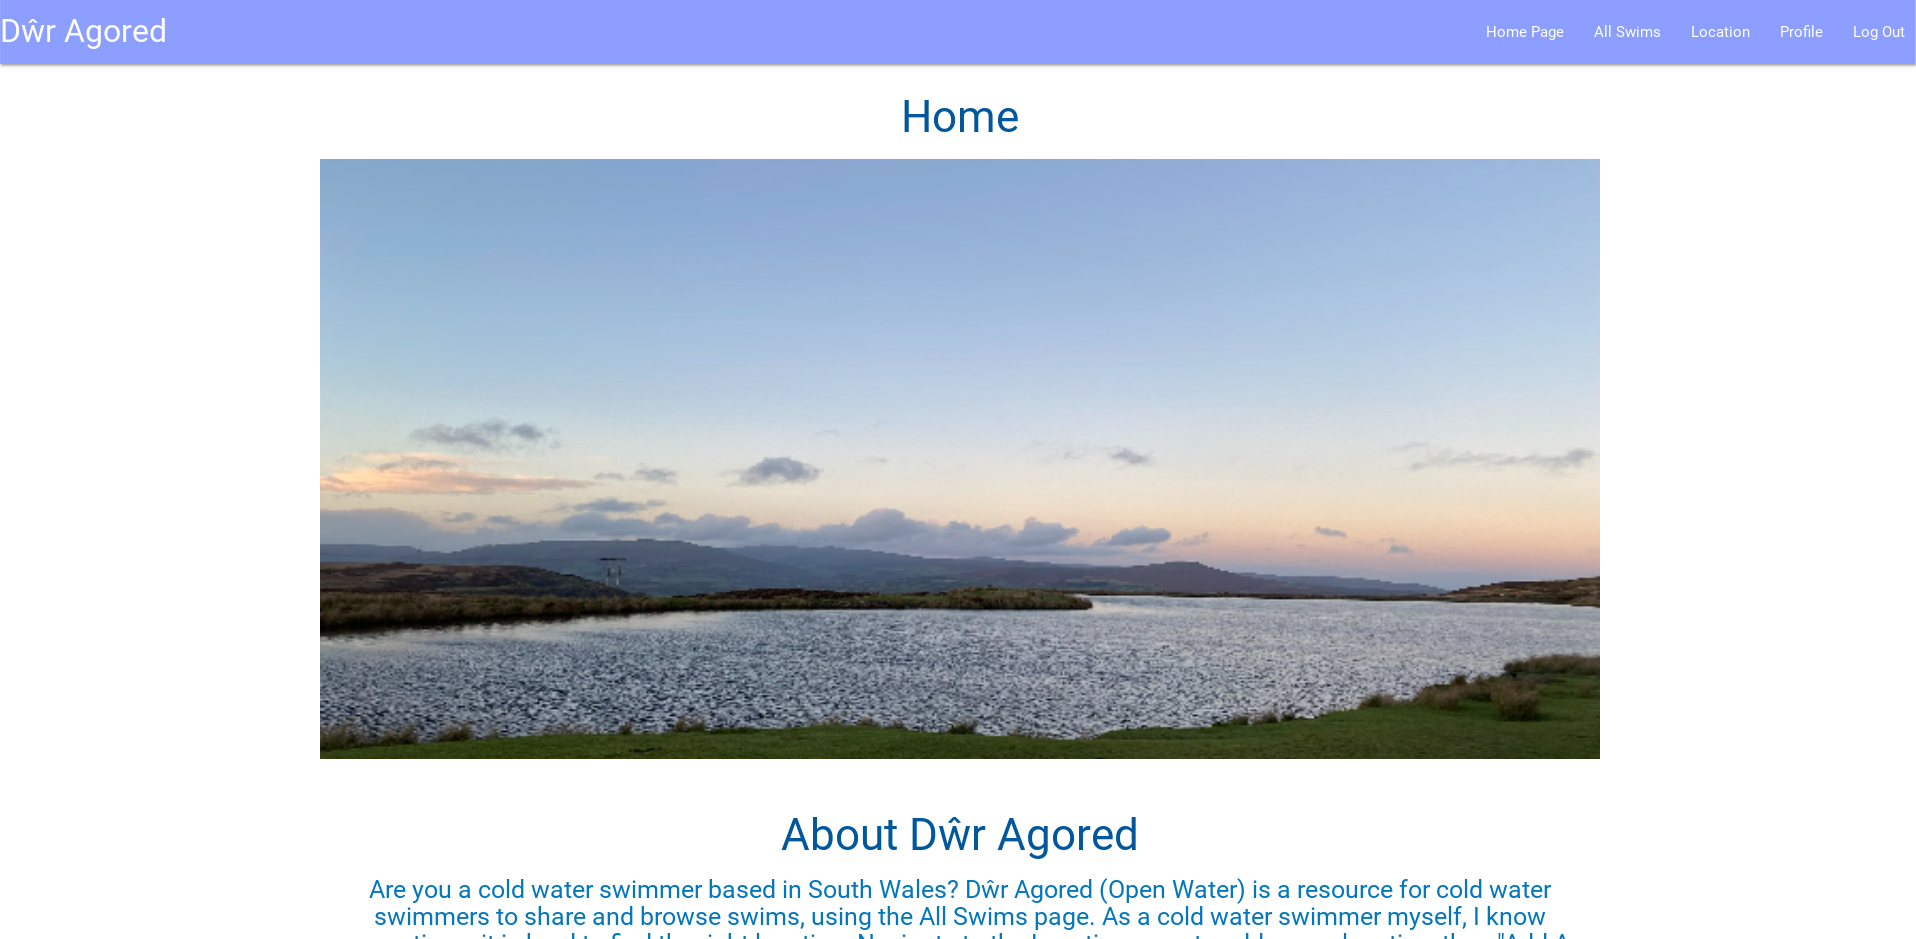 Dŵr Agored
Home Page All Swims Location Profile Log Out
Home
About Dŵr Agored
Are you a cold water swimmer based in South Wales? Dŵr Agored (Open Water) is a resource for cold water
swimmers to share and browse swims, using the All Swims page. As a cold water swimmer myself, I know